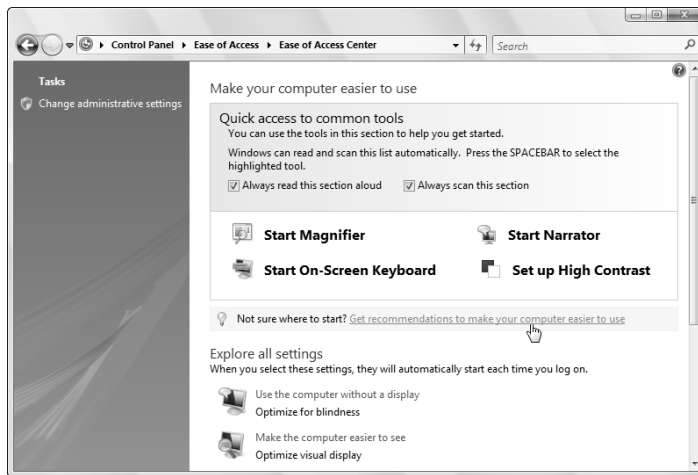 Control Panel ▸ Ease of Access ▸ Ease of Access Center
Search
Tasks
Change administrative settings
Make your computer easier to use
Quick access to common tools
You can use the tools in this section to help you get started.
Windows can read and scan this list automatically. Press the SPACEBAR to select the
highlighted tool.
Always read this section aloud
Always scan this section
Start Magnifier
Start Narrator
Start On-Screen Keyboard
Set up High Contrast
Not sure where to start? Get recommendations to make your computer easier to use
Explore all settings
When you select these settings, they will automatically start each time you log on.
Use the computer without a display
Optimize for blindness
Make the computer easier to see
Optimize visual display